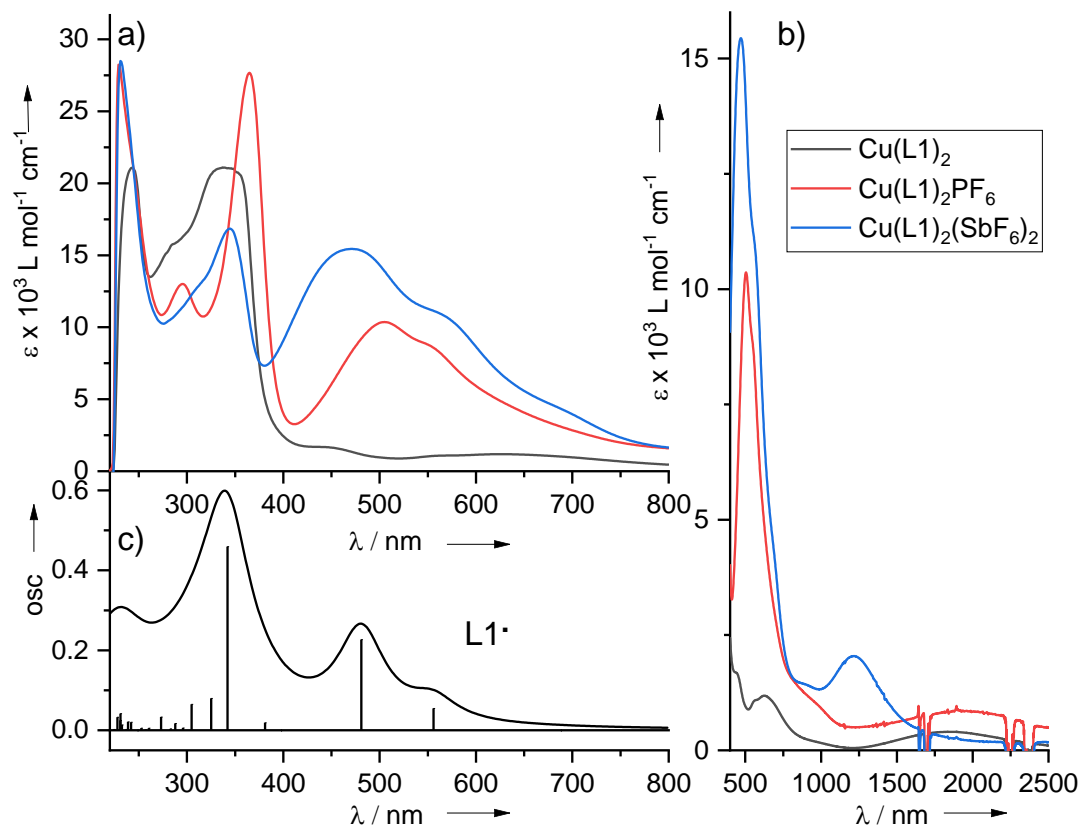 a)
ε x 10³ L mol⁻¹ cm⁻¹
30
25
20
15
10
5
0
300 400 500 600 700 800
λ / nm
b)
ε x 10³ L mol⁻¹ cm⁻¹
15
10
5
0
500 1000 1500 2000 2500
λ / nm
Cu(L1)₂
Cu(L1)₂PF₆
Cu(L1)₂(SbF₆)₂
c)
osc
0.6
0.4
0.2
0.0
L1·
300 400 500 600 700 800
λ / nm